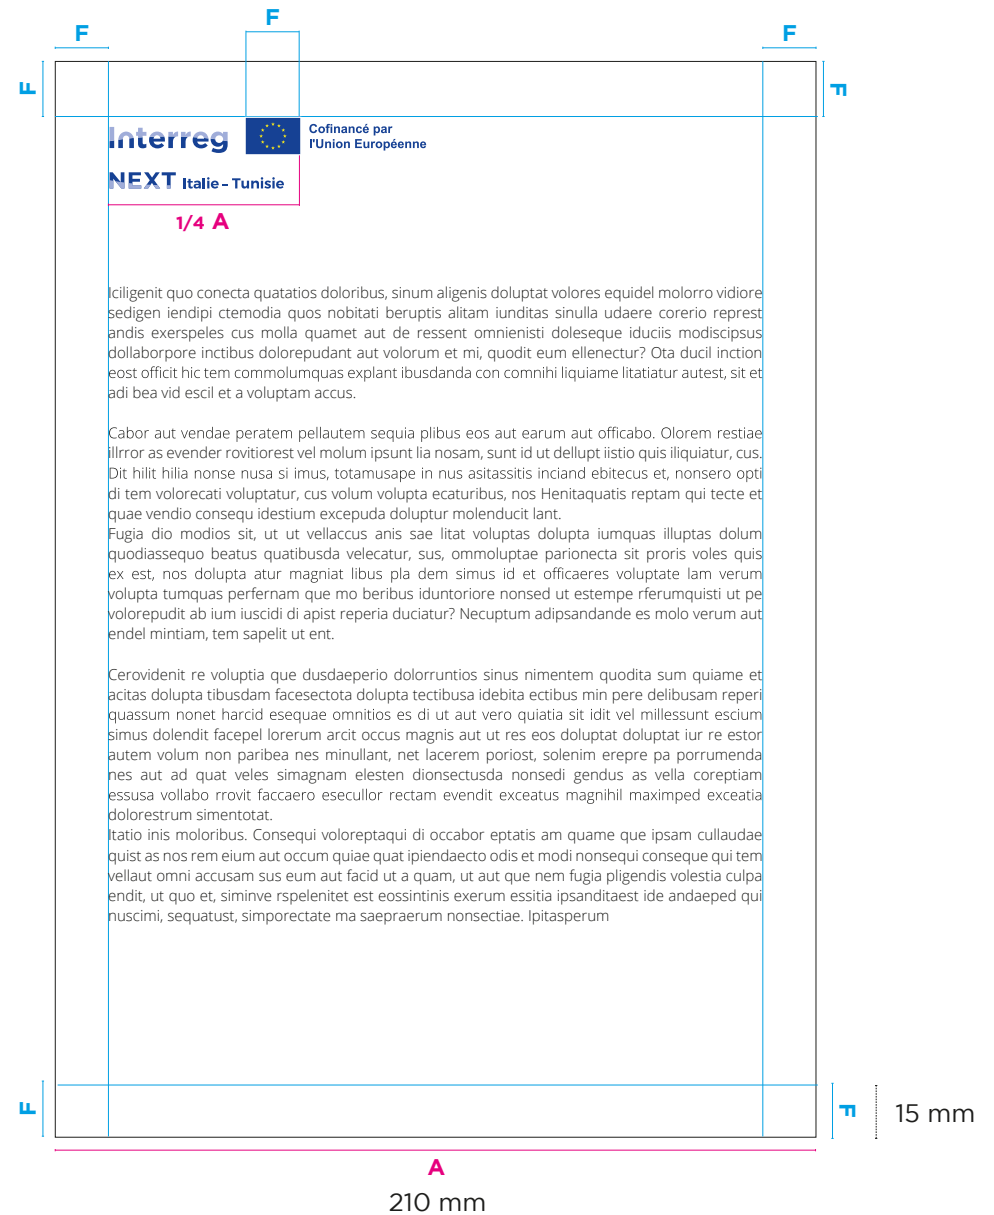 F
F
F
F
F
Interreg
Cofinancé par
l'Union Européenne
NEXT Italie – Tunisie
1/4 A
Iciligenit quo conecta quatatios doloribus, sinum aligenis doluptat volores equidel molorro vidiore
sedigen iendipi ctemodia quos nobitati beruptis alitam iunditas sinulla udaere corerio represt
andis exerspeles cus molla quamet aut de ressent omnienisti doleseque iduciis modiscipsus
dollaborpore inctibus dolorepudant aut volorum et mi, quodit eum ellenectur? Ota ducil inction
eost officit hic tem commolumquas explant ibusdanda con comnihi liquiame litatiatur autest, sit et
adi bea vid escil et a voluptam accus.
Cabor aut vendae peratem pellautem sequia plibus eos aut earum aut officabo. Olorem restiae
illrror as evender rovitiorest vel molum ipsunt lia nosam, sunt id ut dellupt iistio quis iliquiatur, cus.
Dit hilit hilia nonse nusa si imus, totamusape in nus asitassitis inciand ebitecus et, nonsero opti
di tem volorecati voluptatur, cus volum volupta ecaturibus, nos Henitaquatis reptam qui tecte et
quae vendio consequ idestium excepuda doluptur molenducit lant.
Fugia dio modios sit, ut ut vellaccus anis sae litat voluptas dolupta iumquas illuptas dolum
quodiassequo beatus quatibusda velecatur, sus, ommoluptae parionecta sit proris voles quis
ex est, nos dolupta atur magniat libus pla dem simus id et officaeres voluptate lam verum
volupta tumquas perfernam que mo beribus iduntoriore nonsed ut estempe rferumquisti ut pe
volorepudit ab ium iuscidi di apist reperia duciatur? Necuptum adipsandande es molo verum aut
endel mintiam, tem sapelit ut ent.
Cerovidenit re voluptia que dusdaeperio dolorruntios sinus nimentem quodita sum quiame et
acitas dolupta tibusdam facesectota dolupta tectibusa idebita ectibus min pere delibusam reperi
quassum nonet harcid esequae omnitios es di ut aut vero quiatia sit idit vel millessunt escium
simus dolendit facepel lorerum arcit occus magnis aut ut res eos doluptat doluptat iur re estor
autem volum non paribea nes minullant, net lacerem poriost, solenim erepre pa porrumenda
nes aut ad quat veles simagnam elesten dionsectusda nonsedi gendus as vella coreptiam
essusa vollabo rrovit faccaero esecullor rectam evendit exceatus magnihil maximped exceatia
dolorestrum simentotat.
Itatio inis moloribus. Consequi voloreptaqui di occabor eptatis am quame que ipsam cullaudae
quist as nos rem eium aut occum quiae quat ipiendaecto odis et modi nonsequi conseque qui tem
vellaut omni accusam sus eum aut facid ut a quam, ut aut que nem fugia pligendis volestia culpa
endit, ut quo et, siminve rspelenitet est eossintinis exerum essitia ipsanditaest ide andaeped qui
nuscimi, sequatust, simporectate ma saepraerum nonsectiae. Ipitasperum
F
F
15 mm
A
210 mm